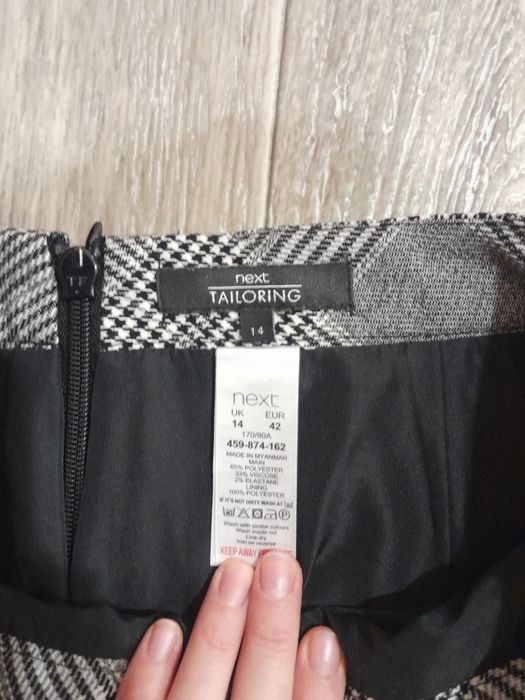 next
TAILORING
14
next
UK EUR
14 42
170/80A
459-874-162
MADE IN MYANMAR
MAIN
65% POLYESTER
33% VISCOSE
2% ELASTANE
LINING
100% POLYESTER
IF IT'S NOT DIRTY WASH AT
Wash with similar colours
Wash inside out
Low dry
Iron on reverse
KEEP AWAY